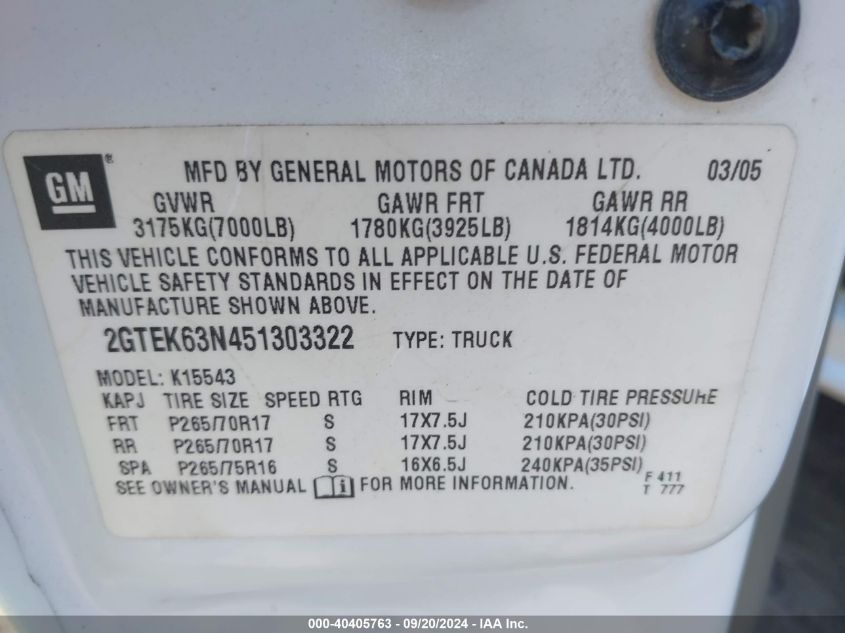 GM ® MFD BY GENERAL MOTORS OF CANADA LTD. 03/05
GVWR GAWR FRT GAWR RR
3175KG(7000LB) 1780KG(3925LB) 1814KG(4000LB)
THIS VEHICLE CONFORMS TO ALL APPLICABLE U.S. FEDERAL MOTOR
VEHICLE SAFETY STANDARDS IN EFFECT ON THE DATE OF
MANUFACTURE SHOWN ABOVE.
2GTEK63N451303322 TYPE: TRUCK
MODEL: K15543
KAPJ TIRE SIZE SPEED RTG RIM COLD TIRE PRESSURE
FRT P265/70R17 S 17X7.5J 210KPA(30PSI)
RR P265/70R17 S 17X7.5J 210KPA(30PSI)
SPA P265/75R16 S 16X6.5J 240KPA(35PSI)
SEE OWNER'S MANUAL i FOR MORE INFORMATION. F 411
T 777
000-40405763 - 09/20/2024 - IAA Inc.